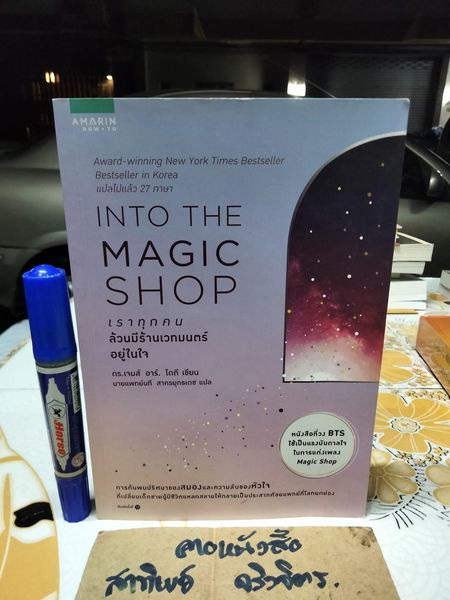 AMARIN
HOW • TO
Award-winning New York Times Bestseller
Bestseller in Korea
แปลไปแล้ว 27 ภาษา
INTO THE
MAGIC
SHOP
เราทุกคน
ล้วนมีร้านเวทมนตร์
อยู่ในใจ
ดร.เจมส์ อาร์. โดตี เขียน
นายแพทย์นที สาครยุทธเดช แปล
หนังสือที่วง BTS
ใช้เป็นแรงบันดาลใจ
ในการแต่งเพลง
Magic Shop
การค้นพบปริศนาของสมองและความลับของหัวใจ
ที่เปลี่ยนเด็กชายผู้มีชีวิตแหลกสลายให้กลายเป็นประสาทศัลยแพทย์ที่โลกยกย่อง
Horse